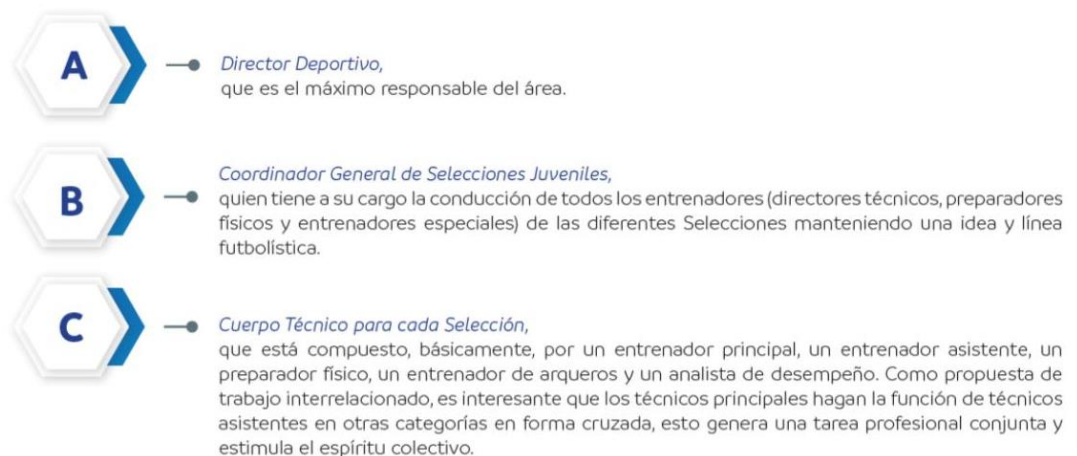 A
Director Deportivo,
que es el máximo responsable del área.
B
Coordinador General de Selecciones Juveniles,
quien tiene a su cargo la conducción de todos los entrenadores (directores técnicos, preparadores
físicos y entrenadores especiales) de las diferentes Selecciones manteniendo una idea y línea
futbolística.
C
Cuerpo Técnico para cada Selección,
que está compuesto, básicamente, por un entrenador principal, un entrenador asistente, un
preparador físico, un entrenador de arqueros y un analista de desempeño. Como propuesta de
trabajo interrelacionado, es interesante que los técnicos principales hagan la función de técnicos
asistentes en otras categorías en forma cruzada, esto genera una tarea profesional conjunta y
estimula el espíritu colectivo.